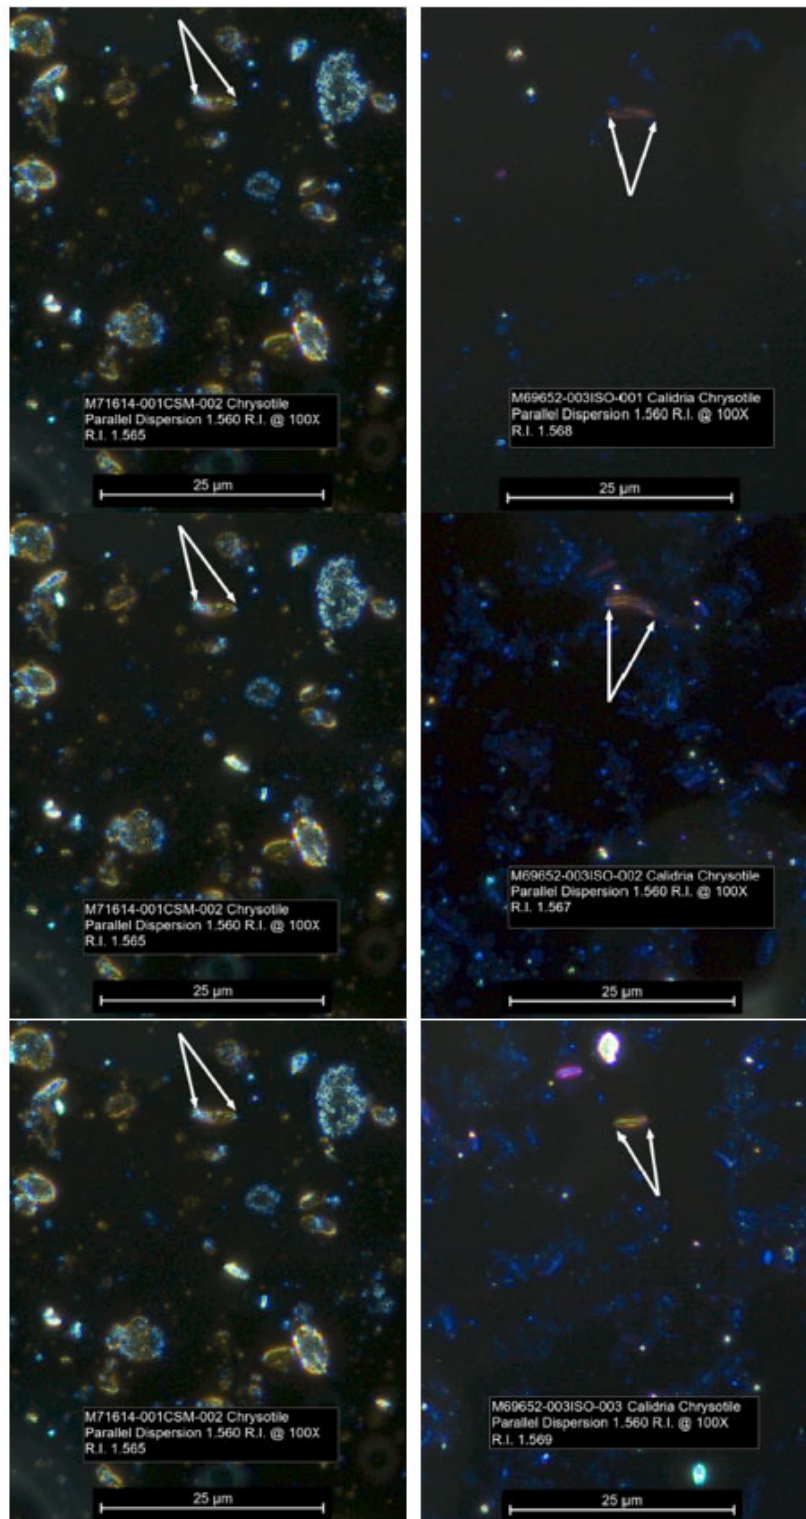 M71614-001CSM-002 Chrysotile
Parallel Dispersion 1.560 R.I. @ 100X
R.I. 1.565
25 µm
M69652-003ISO-001 Calidria Chrysotile
Parallel Dispersion 1.560 R.I. @ 100X
R.I. 1.568
25 µm
M71614-001CSM-002 Chrysotile
Parallel Dispersion 1.560 R.I. @ 100X
R.I. 1.565
25 µm
M69652-003ISO-002 Calidria Chrysotile
Parallel Dispersion 1.560 R.I. @ 100X
R.I. 1.567
25 µm
M71614-001CSM-002 Chrysotile
Parallel Dispersion 1.560 R.I. @ 100X
R.I. 1.565
25 µm
M69652-003ISO-003 Calidria Chrysotile
Parallel Dispersion 1.560 R.I. @ 100X
R.I. 1.569
25 µm